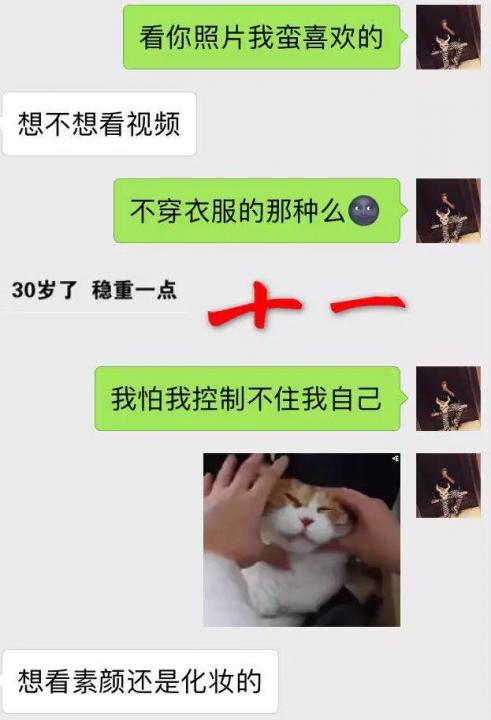 看你照片我蛮喜欢的
想不想看视频
不穿衣服的那种么
30岁了 稳重一点
十一
我怕我控制不住我自己
想看素颜还是化妆的